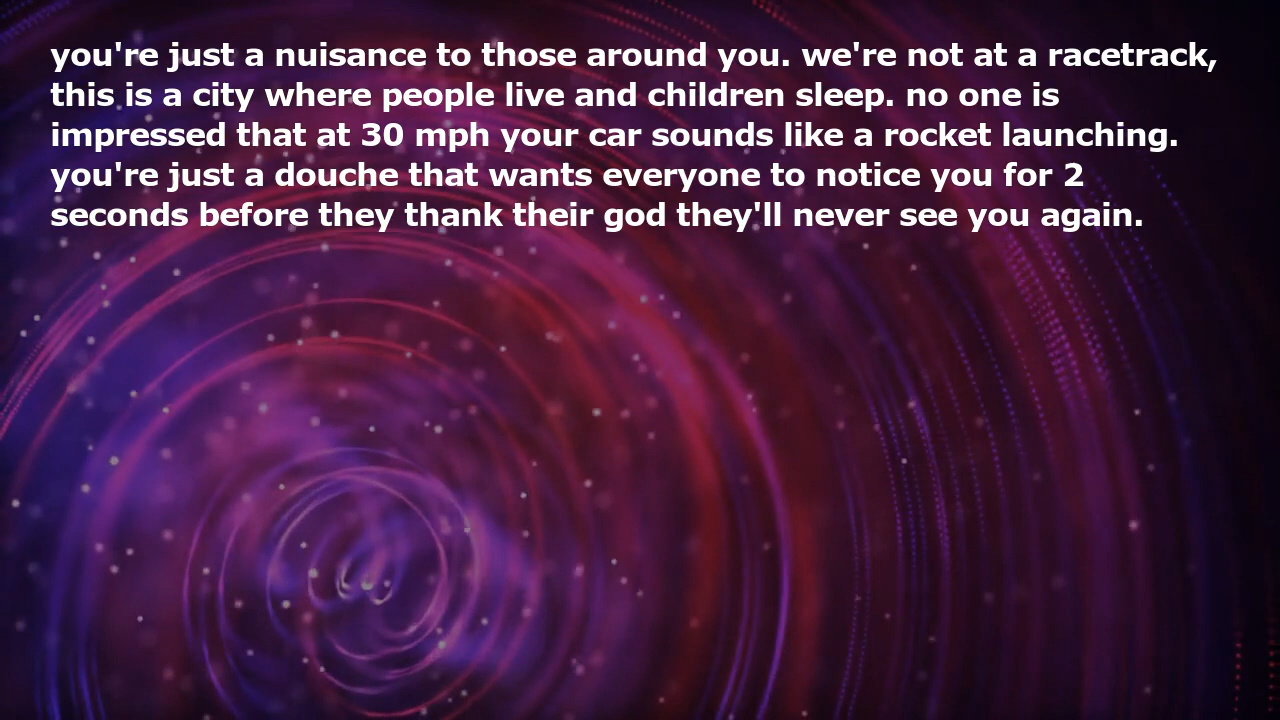 you're just a nuisance to those around you. we're not at a racetrack,
this is a city where people live and children sleep. no one is
impressed that at 30 mph your car sounds like a rocket launching.
you're just a douche that wants everyone to notice you for 2
seconds before they thank their god they'll never see you again.